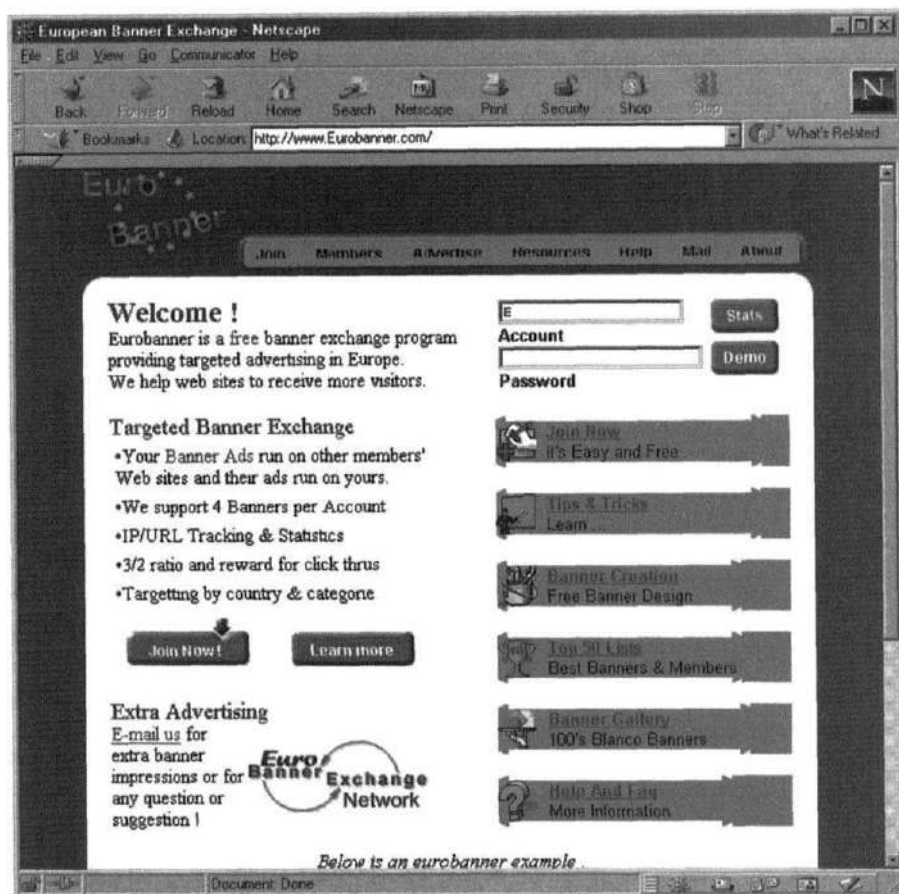 European Banner Exchange - Netscape
File Edit View Go Communicator Help
Back Forward Reload Home Search Netscape Print Security Shop Stop
Bookmarks Location: http://www.Eurobanner.com/ What's Related
Euro
Banner
Join Members Advertise Resources Help Mail About
Welcome !
Eurobanner is a free banner exchange program
providing targeted advertising in Europe.
We help web sites to receive more visitors.
Targeted Banner Exchange
•Your Banner Ads run on other members'
Web sites and their ads run on yours.
•We support 4 Banners per Account
•IP/URL Tracking & Statistics
•3/2 ratio and reward for click thrus
•Targetting by country & categorie
Join Now! Learn more
Extra Advertising
E-mail us for
extra banner
impressions or for
any question or
suggestion !
Euro
Banner Exchange
Network
E
Stats
Account
Demo
Password
Join Now
it's Easy and Free
Tips & Tricks
Learn ...
Banner Creation
Free Banner Design
Top 50 Lists
Best Banners & Members
Banner Gallery
100's Blanco Banners
Help And Faq
More Information
Below is an eurobanner example .
Document: Done